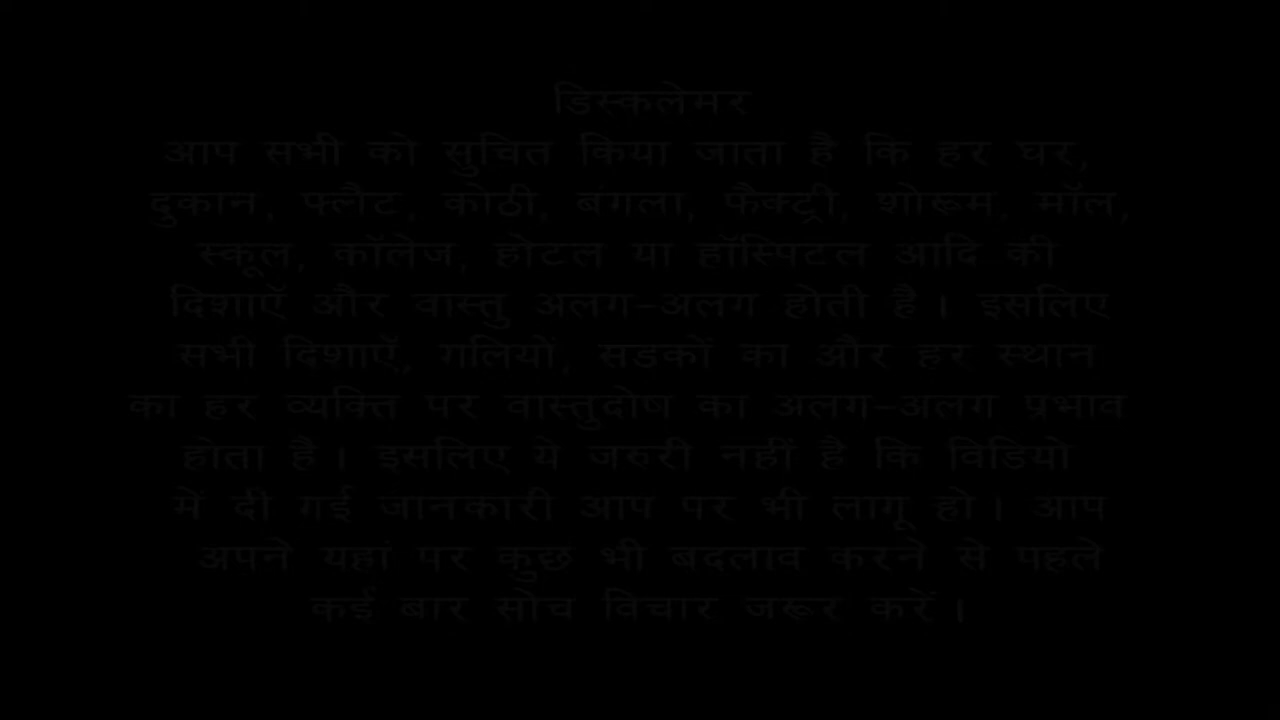 डिस्कलेमर
आप सभी को सुचित किया जाता है कि हर घर,
दुकान, फ्लैट, कोठी, बंगला, फैक्ट्री, शोरूम, मॉल,
स्कूल, कॉलेज, होटल या हॉस्पिटल आदि की
दिशाएँ और वास्तु अलग-अलग होती है। इसलिए
सभी दिशाएँ, गलियों, सडकों का और हर स्थान
का हर व्यक्ति पर वास्तुदोष का अलग-अलग प्रभाव
होता है। इसलिए ये जरुरी नहीं है कि विडियो
में दी गई जानकारी आप पर भी लागू हो। आप
अपने यहां पर कुछ भी बदलाव करने से पहले
कई बार सोच विचार जरूर करें।